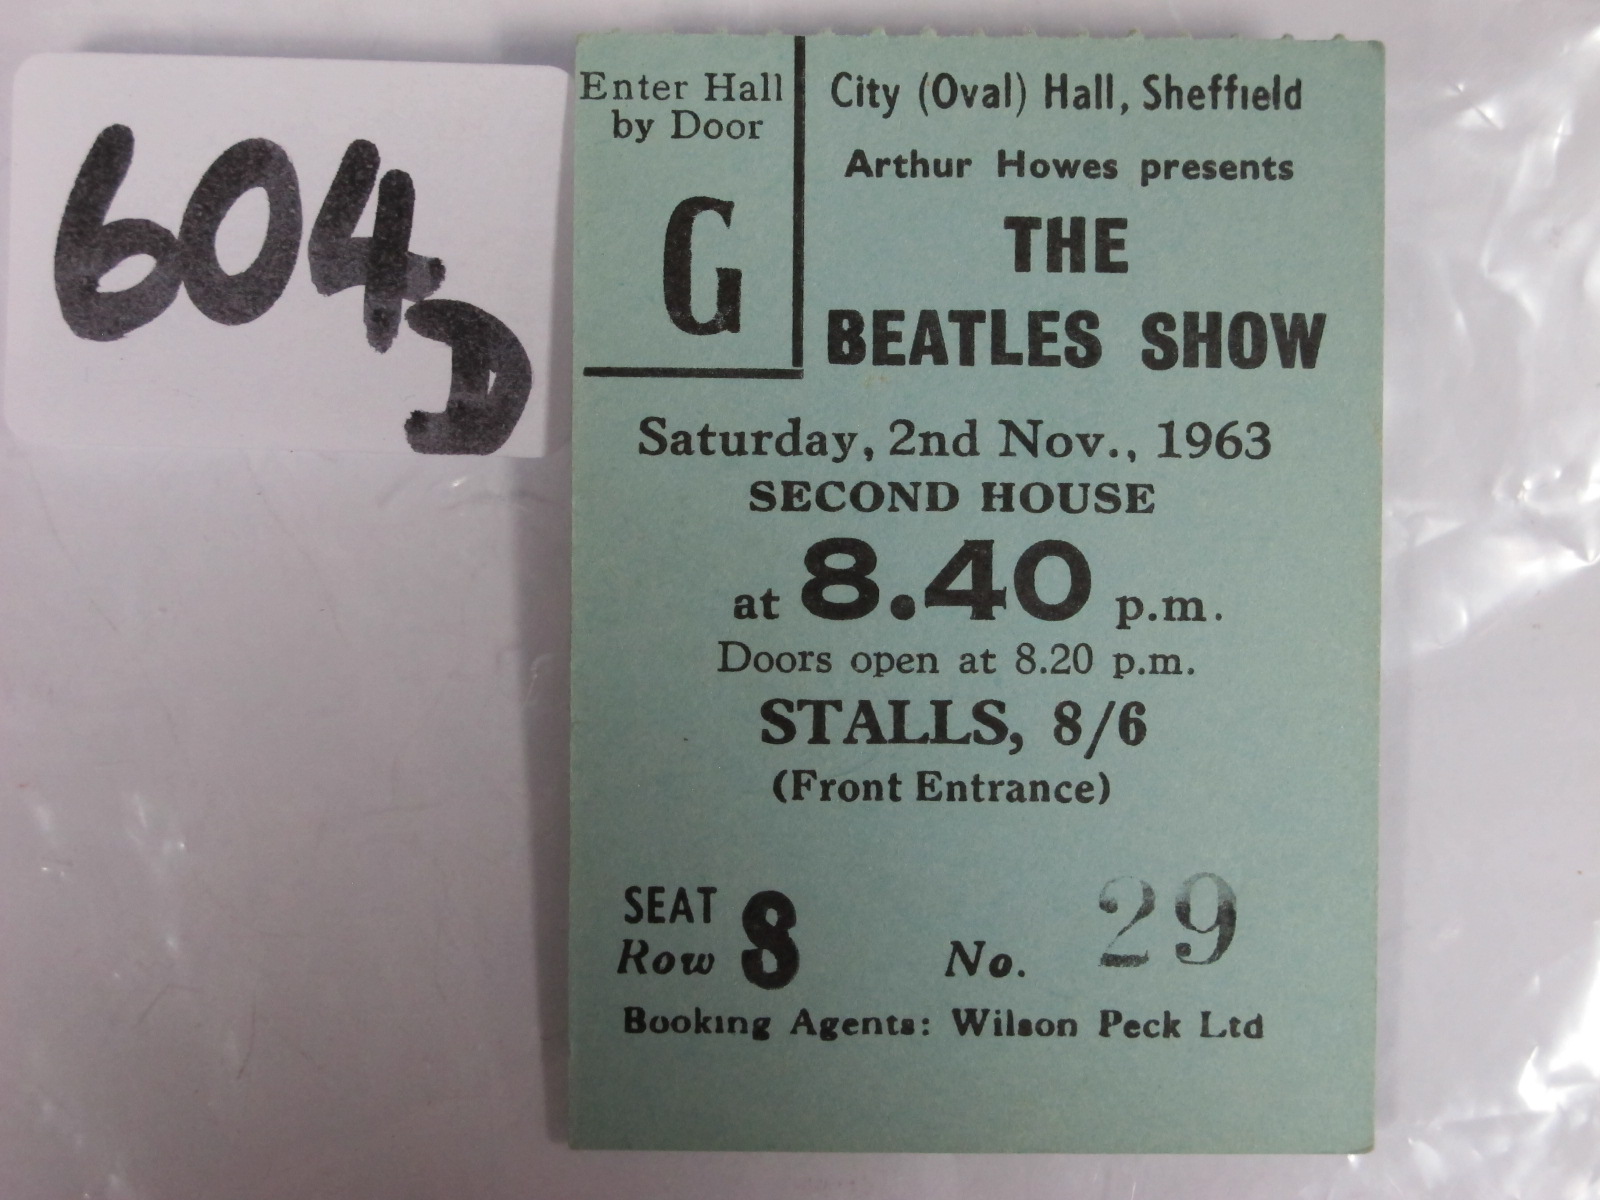 604D
Enter Hall
by Door
G
City (Oval) Hall, Sheffield
Arthur Howes presents
THE
BEATLES SHOW
Saturday, 2nd Nov., 1963
SECOND HOUSE
at 8.40 p.m.
Doors open at 8.20 p.m.
STALLS, 8/6
(Front Entrance)
SEAT
Row 8 No. 29
Booking Agents: Wilson Peck Ltd